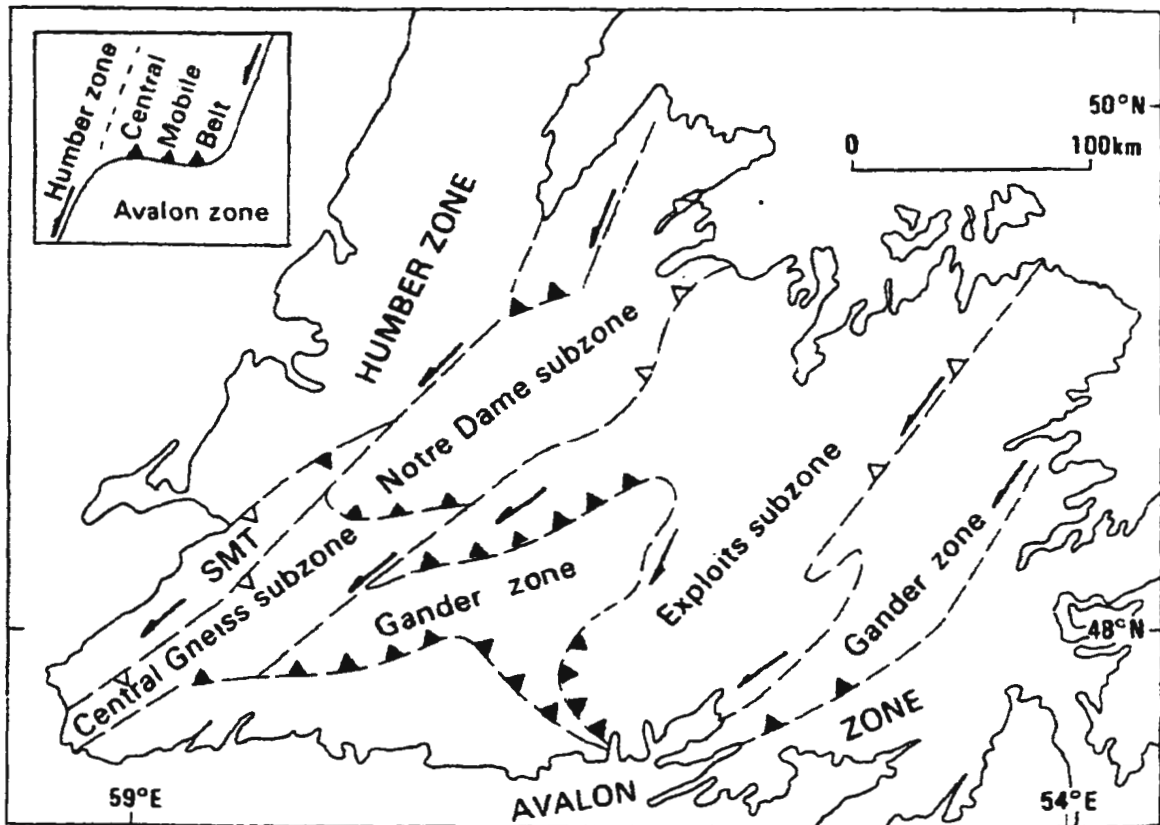 Humber zone
Central
Mobile
Belt
Avalon zone
50°N
0
100km
HUMBER ZONE
Notre Dame subzone
SMT
Central Gneiss subzone
Gander zone
Exploits subzone
Gander zone
48°N
AVALON ZONE
59°E
54°E